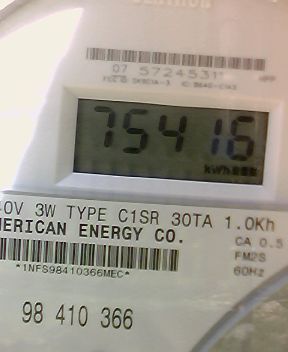 07 5724531
75416
kWh
0V 3W TYPE C1SR 30TA 1.0Kh
MERICAN ENERGY CO.
CA 0.5
*1NFS98410366MEC*
FM2S
60Hz
98 410 366